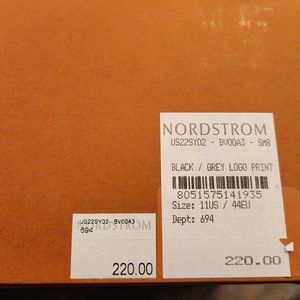 NORDSTROM
US22SY02 - BV00A3 - SM8
BLACK / GREY LOGO PRINT
8051575141935
Size: 11US / 44EU
Dept: 694
220.00
US22SY02- BV00A3
694
NORDSTROM
220.00